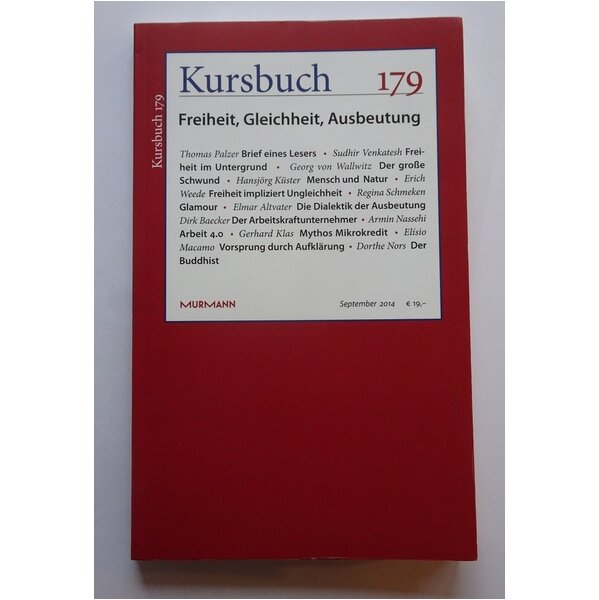 Kursbuch 179
Kursbuch 179
Freiheit, Gleichheit, Ausbeutung
Thomas Palzer Brief eines Lesers • Sudhir Venkatesh Frei-
heit im Untergrund • Georg von Wallwitz Der große
Schwund • Hansjörg Küster Mensch und Natur • Erich
Weede Freiheit impliziert Ungleichheit • Regina Schmeken
Glamour • Elmar Altvater Die Dialektik der Ausbeutung
Dirk Baecker Der Arbeitskraftunternehmer • Armin Nassehi
Arbeit 4.0 • Gerhard Klas Mythos Mikrokredit • Elísio
Macamo Vorsprung durch Aufklärung • Dorthe Nors Der
Buddhist
MURMANN September 2014 € 19,–